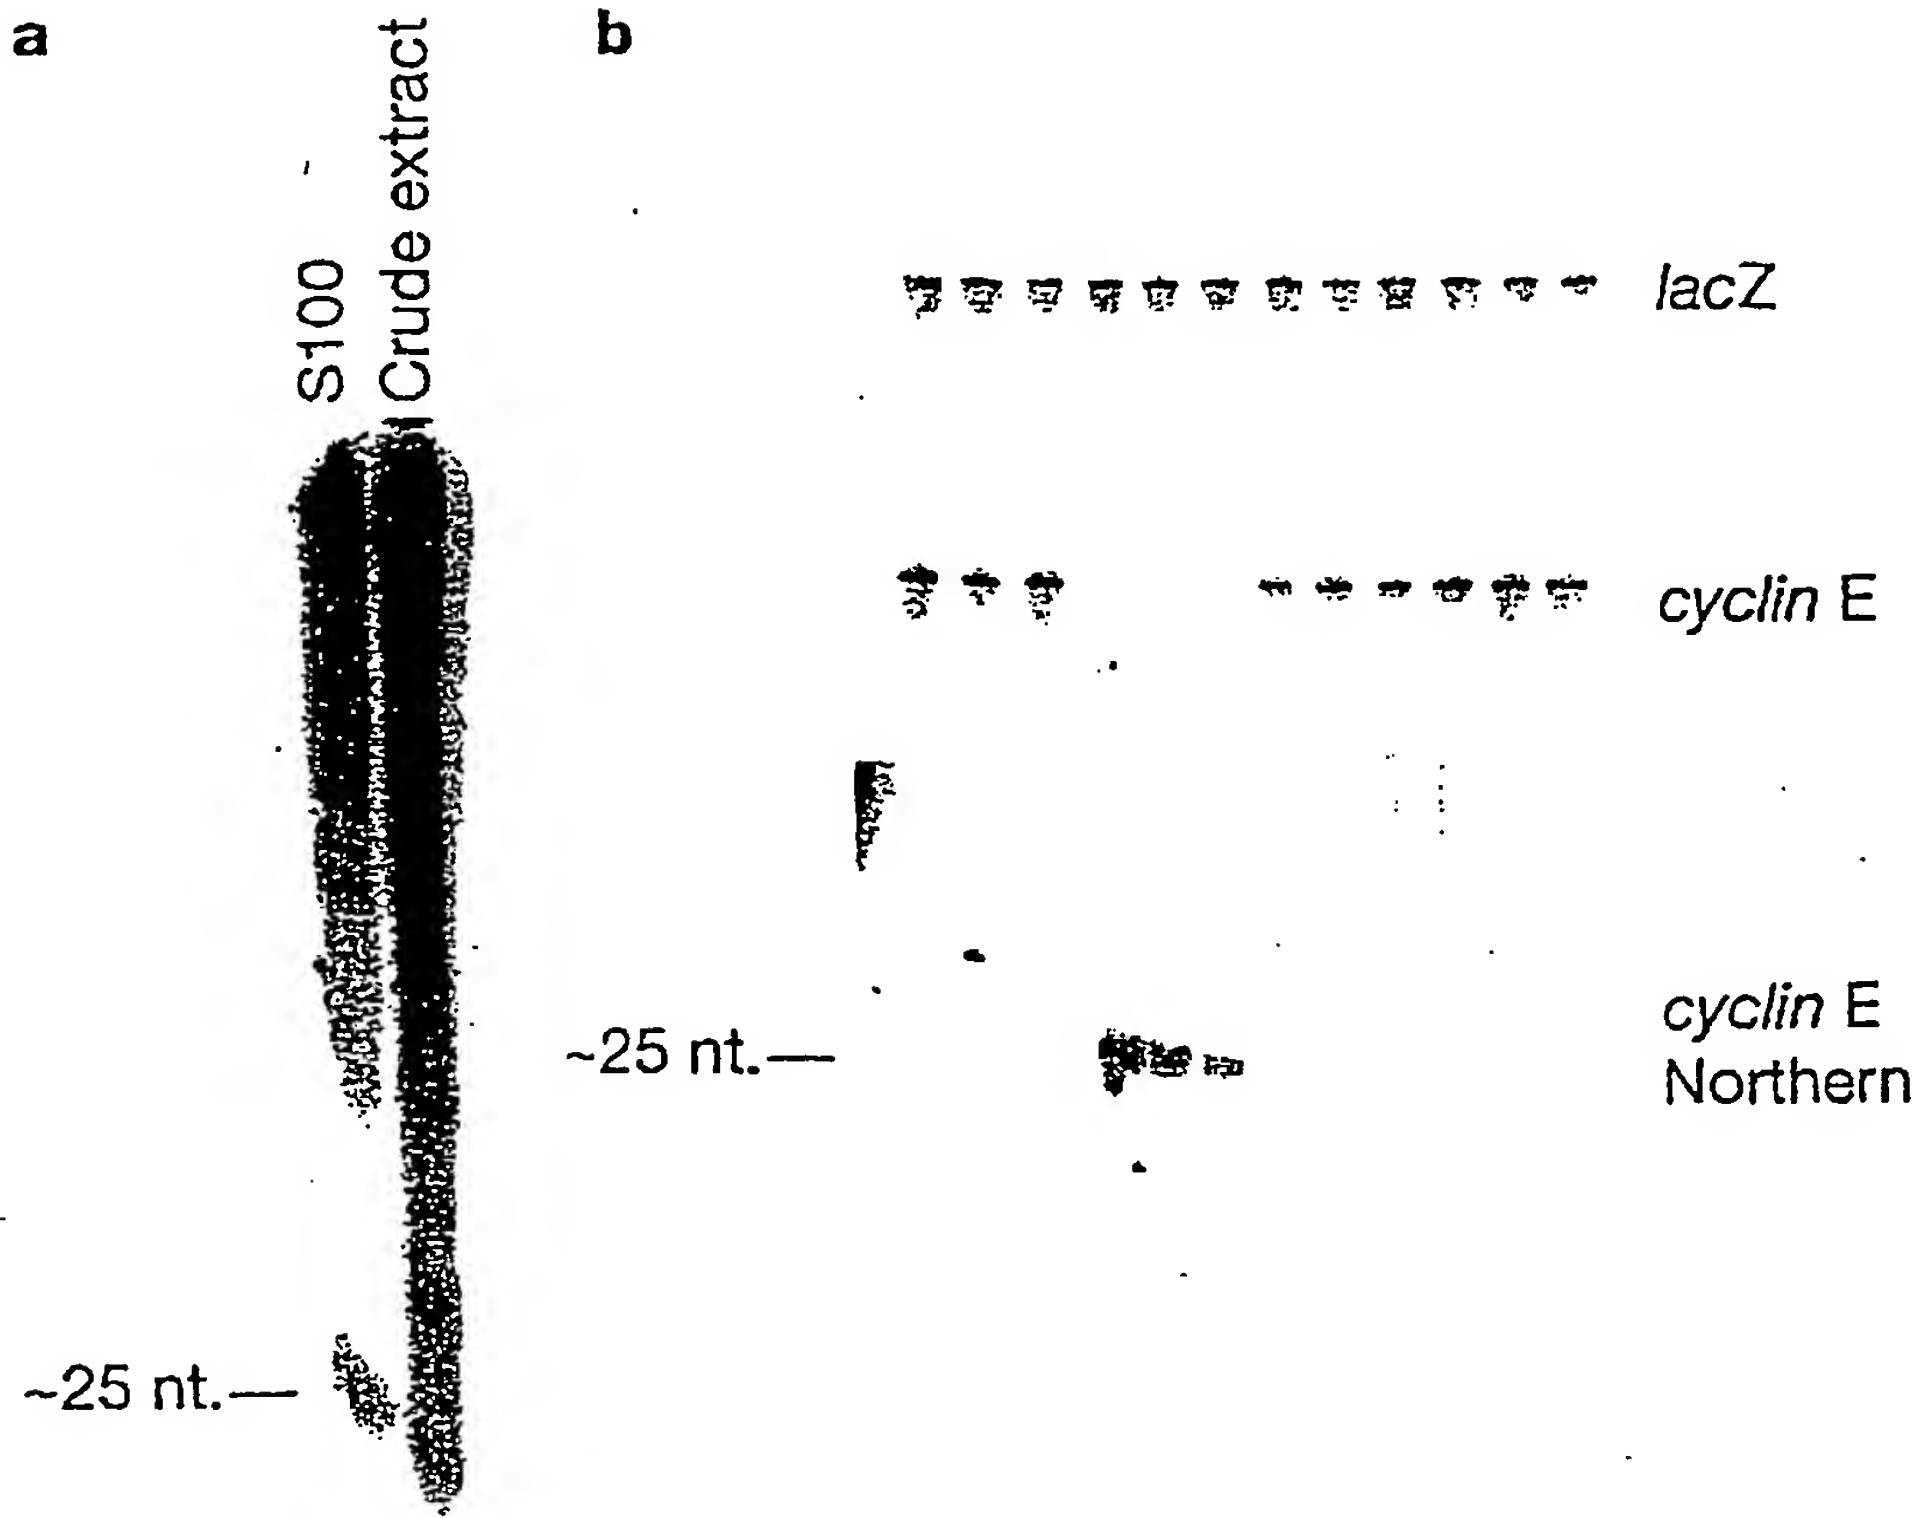 a
b
S100
Crude extract
lacZ
cyclin E
~25 nt.
cyclin E
Northern
~25 nt.